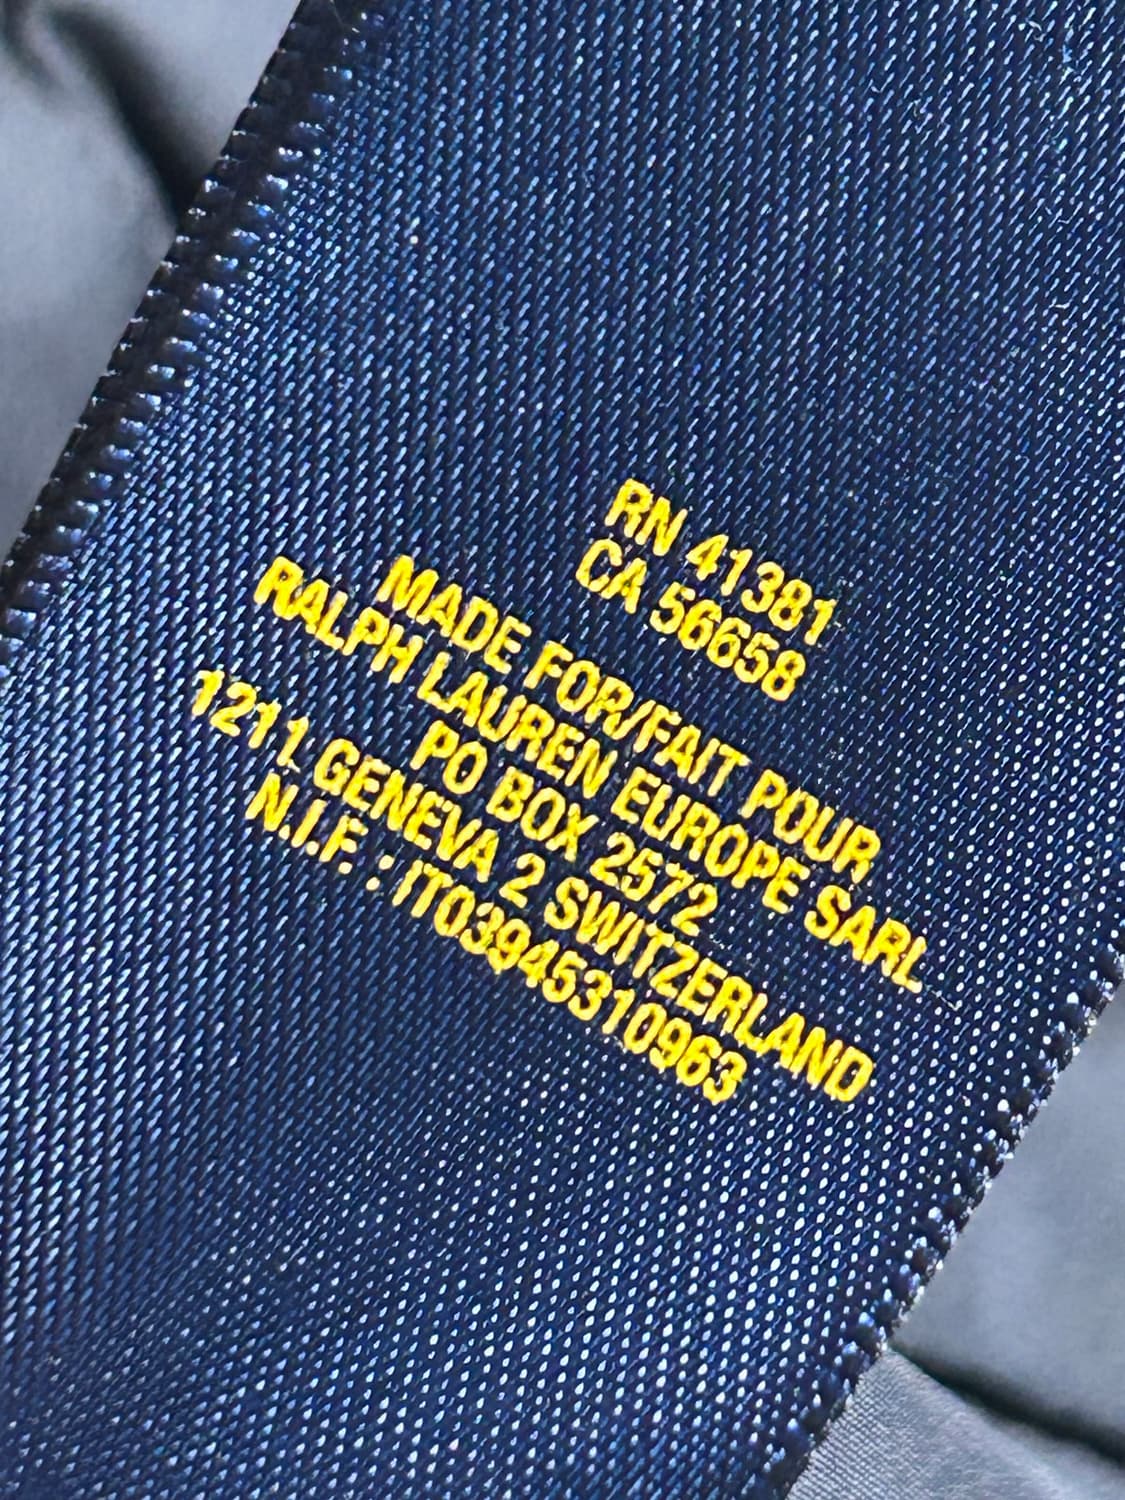 RN 41381
CA 56658
MADE FOR/FAIT POUR
RALPH LAUREN EUROPE SARL
PO BOX 2572
1211 GENEVA 2 SWITZERLAND
N.I.F. : IT03945310963